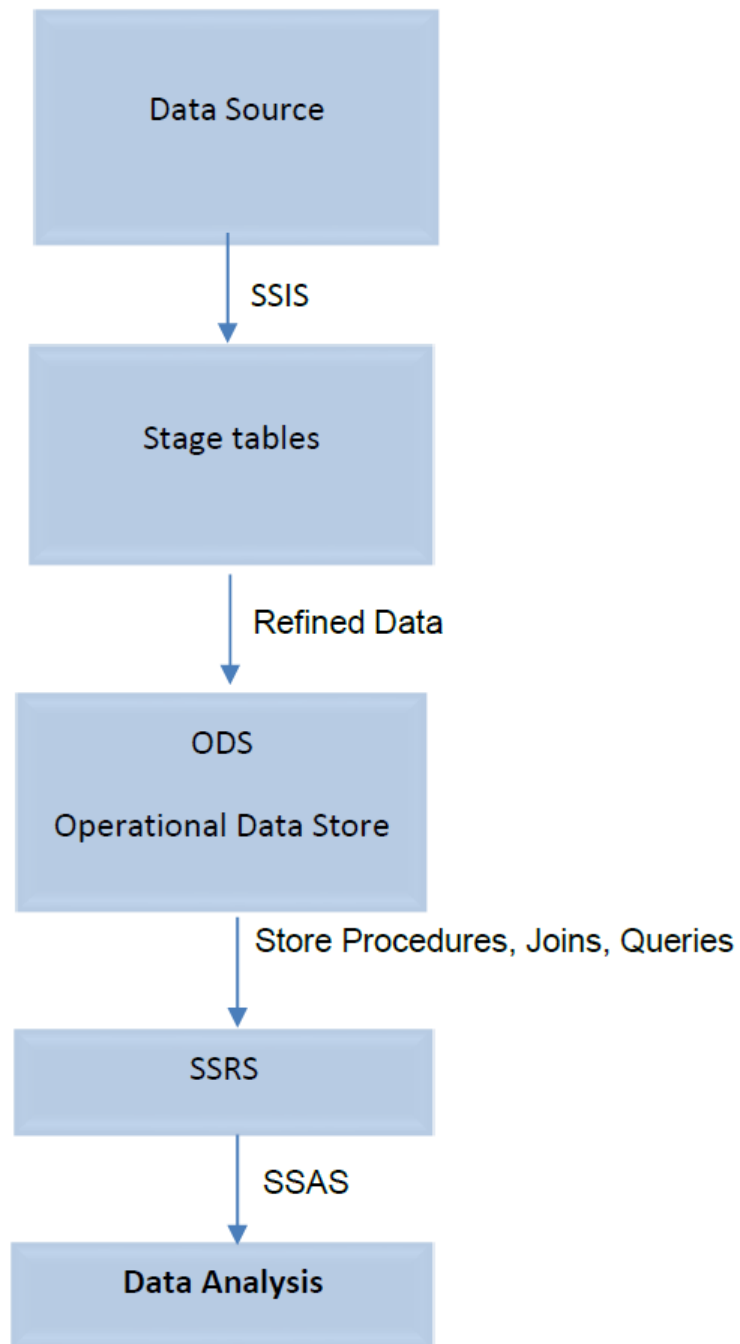 Data Source
SSIS
Stage tables
Refined Data
ODS
Operational Data Store
Store Procedures, Joins, Queries
SSRS
SSAS
Data Analysis